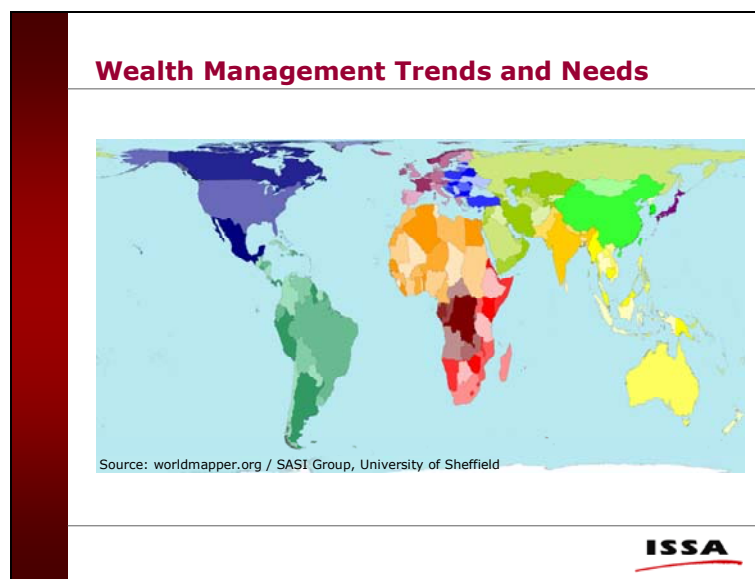 Wealth Management Trends and Needs
Source: worldmapper.org / SASI Group, University of Sheffield
ISSA